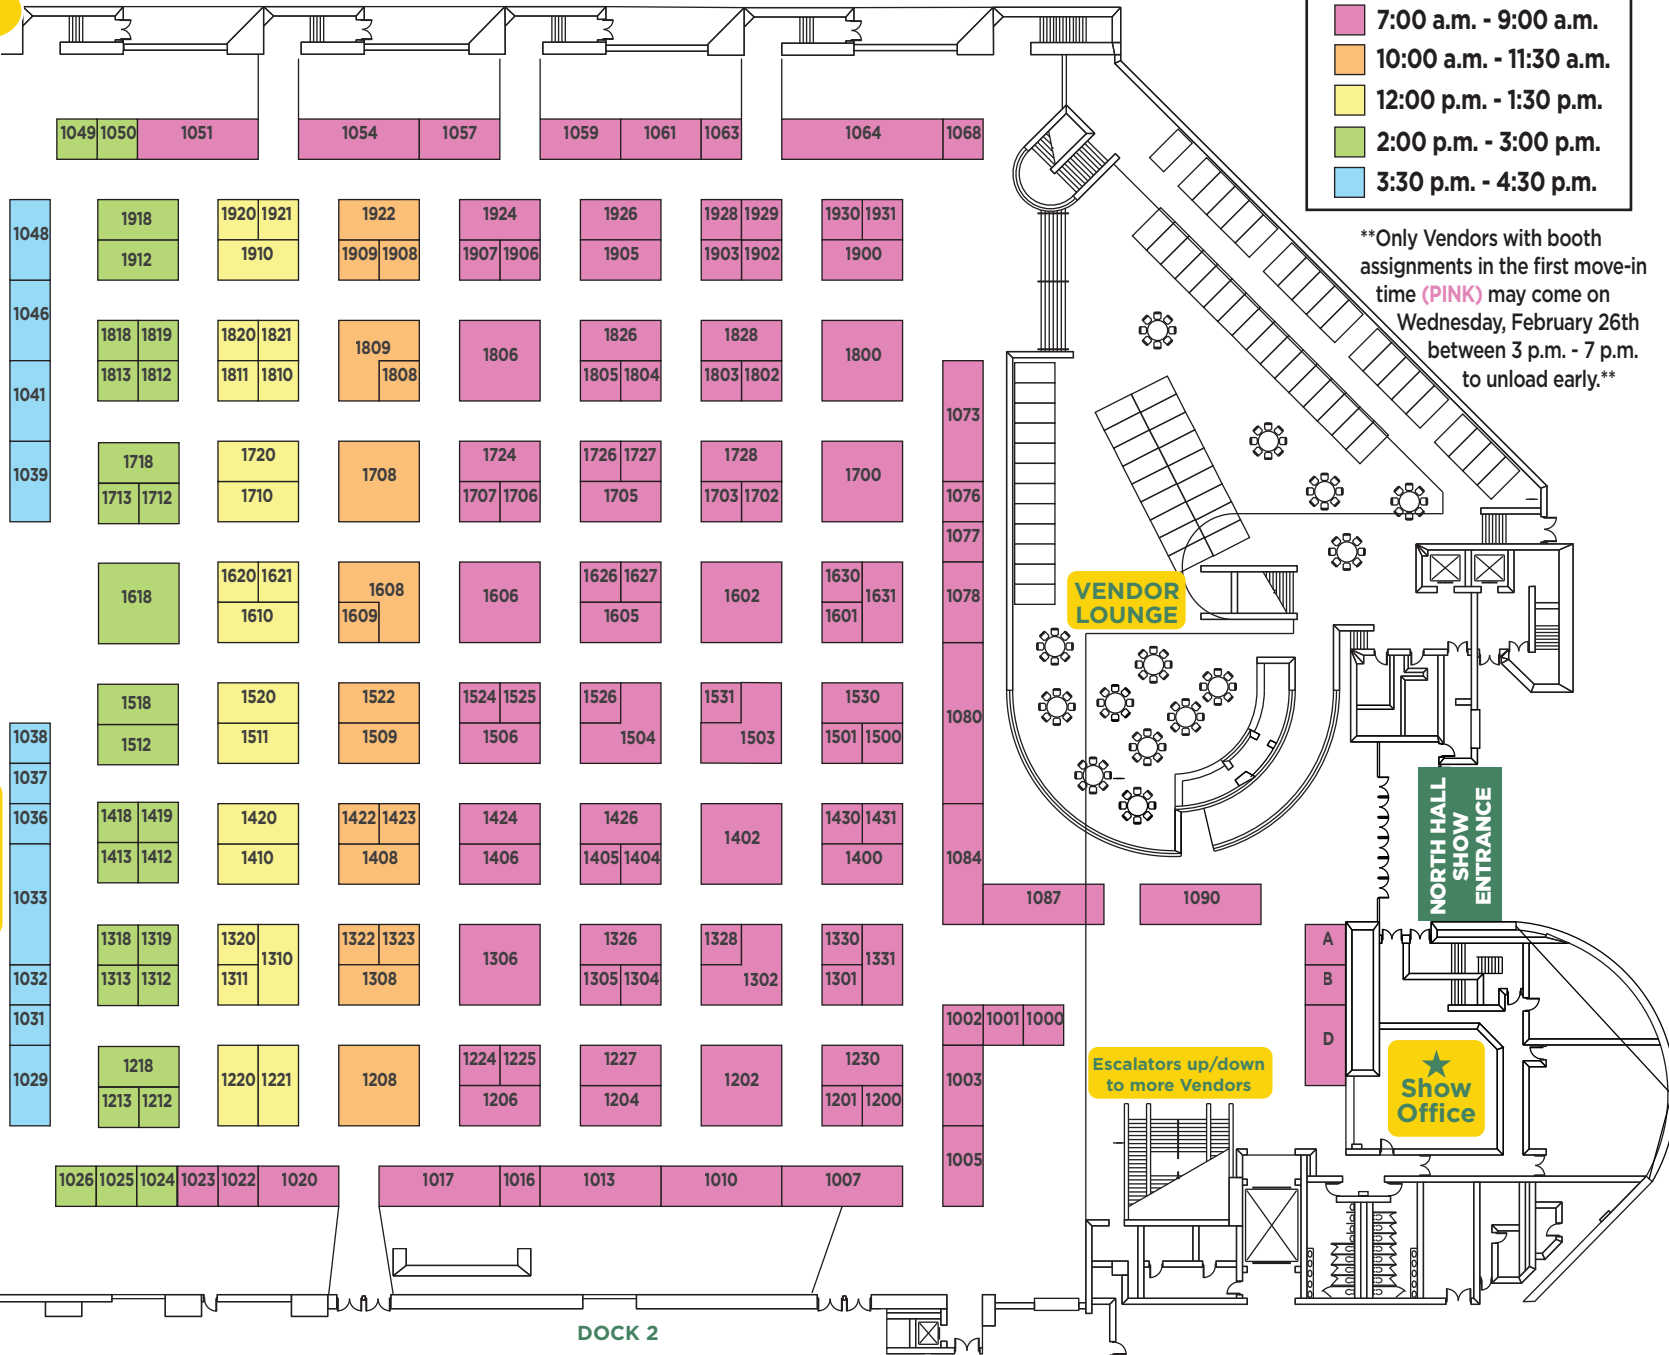 7:00 a.m. - 9:00 a.m.
10:00 a.m. - 11:30 a.m.
12:00 p.m. - 1:30 p.m.
2:00 p.m. - 3:00 p.m.
3:30 p.m. - 4:30 p.m.
**Only Vendors with booth
assignments in the first move-in
time (PINK) may come on
Wednesday, February 26th
between 3 p.m. - 7 p.m.
to unload early.**
1049 1050 1051 1054 1057 1059 1061 1063 1064 1068
1918 1920 1921 1922 1924 1926 1928 1929 1930 1931
1048
1912 1910 1909 1908 1907 1906 1905 1903 1902 1900
1046
1818 1819 1820 1821 1809 1806 1826 1828 1800
1813 1812 1811 1810 1808 1805 1804 1803 1802
1041
1073
1718 1720 1708 1724 1726 1727 1728 1700
1039
1713 1712 1710 1707 1706 1705 1703 1702
1076
1077
1618 1620 1621 1608 1606 1626 1627 1602 1630 1631
1078
1610 1609 1605 1601
VENDOR
LOUNGE
1518 1520 1522 1524 1525 1526 1531 1530
1080
1038
1512 1511 1509 1506 1504 1503 1501 1500
1037
1036
1418 1419 1420 1422 1423 1424 1426 1402 1430 1431
1413 1412 1410 1408 1406 1405 1404 1400
1084
1033
1087 1090
NORTH HALL
SHOW
ENTRANCE
1318 1319 1320 1310 1322 1323 1306 1326 1328 1330 1331
A
1032
1313 1312 1311 1308 1305 1304 1302 1301
B
1031
1002 1001 1000
D
1218 1220 1221 1208 1224 1225 1227 1202 1230
1029
1003
1213 1212 1206 1204 1201 1200
Escalators up/down
to more Vendors
Show
Office
1005
1026 1025 1024 1023 1022 1020 1017 1016 1013 1010 1007
DOCK 2